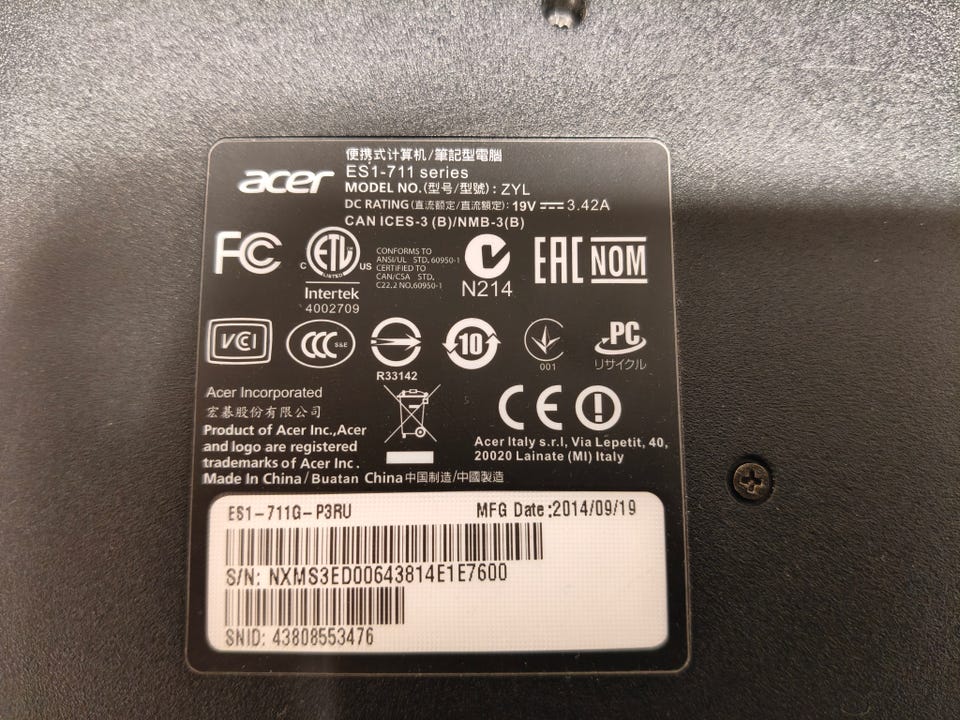 便携式计算机/筆記型電腦
acer
ES1-711 series
MODEL NO.(型号/型號) : ZYL
DC RATING(直流额定/直流額定): 19V ⎓ 3.42A
CAN ICES-3 (B)/NMB-3(B)
FC
C ETL US
LISTED
Intertek
4002709
CONFORMS TO
ANSI/UL STD. 60950-1
CERTIFIED TO
CAN/CSA STD.
C22.2 NO.60950-1
N214
EAC
NOM
VCI
CCC S&E
R33142
10
001
PC
リサイクル
Acer Incorporated
宏碁股份有限公司
Product of Acer Inc.,Acer
and logo are registered
trademarks of Acer Inc .
Made in China / Buatan China 中国制造/中國製造
CE
Acer Italy s.r.l, Via Lepetit, 40,
20020 Lainate (MI) Italy
ES1-711G-P3RU MFG Date:2014/09/19
S/N: NXMS3ED00643814E1E7600
SNID: 43808553476